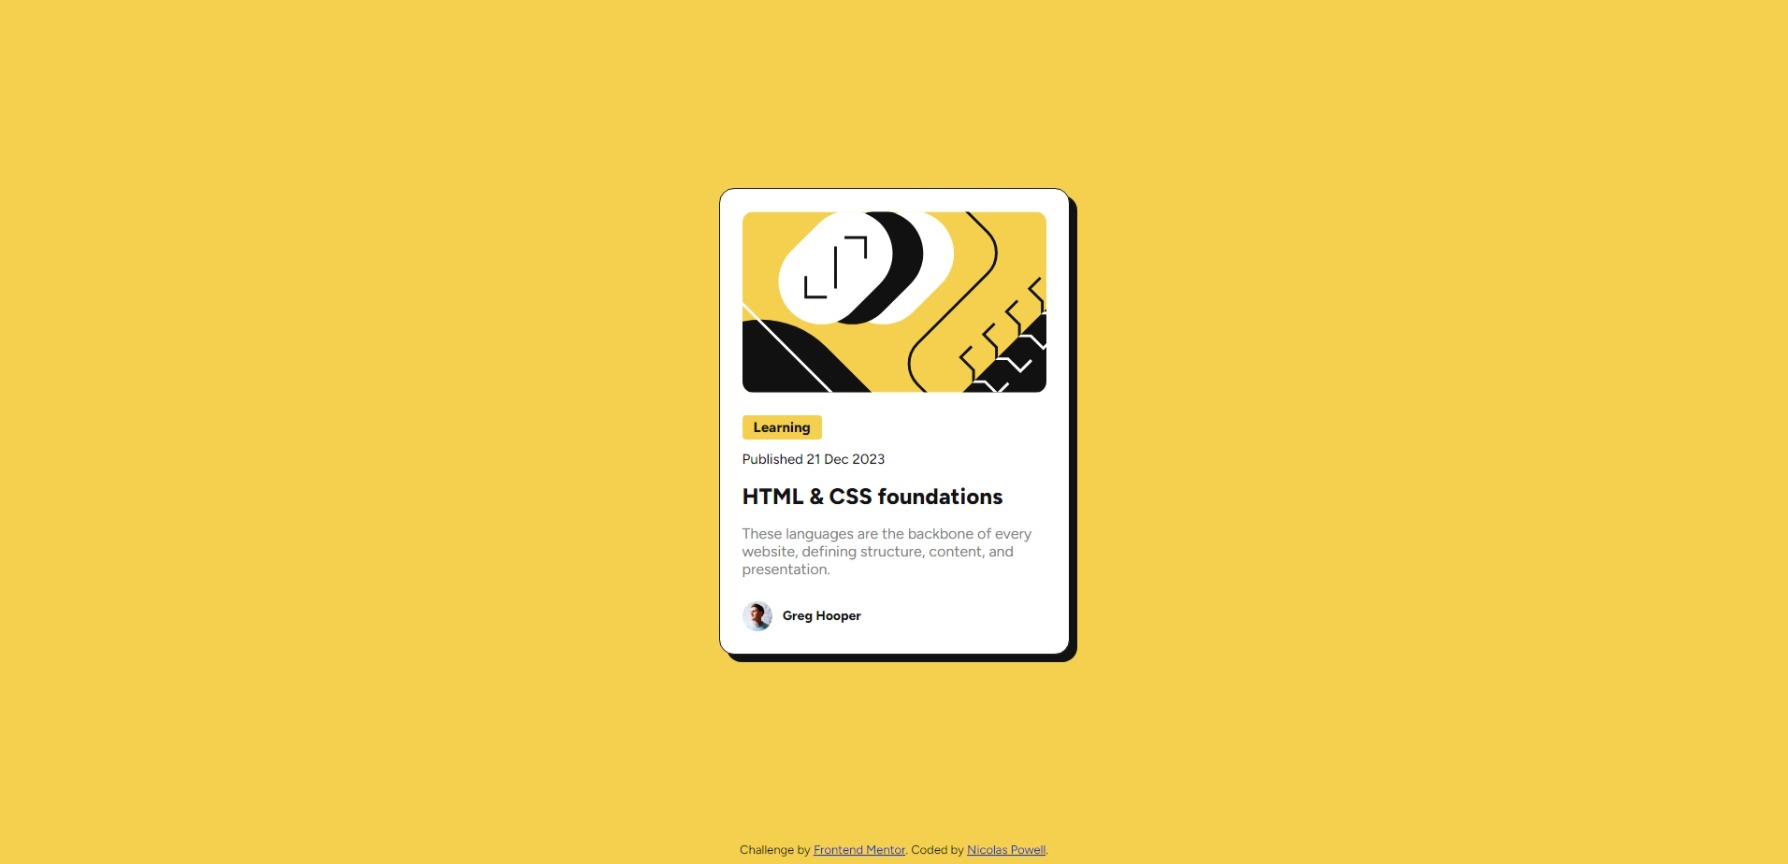 Learning
Published 21 Dec 2023
HTML & CSS foundations
These languages are the backbone of every
website, defining structure, content, and
presentation.
Greg Hooper
Challenge by Frontend Mentor. Coded by Nicolas Powell.